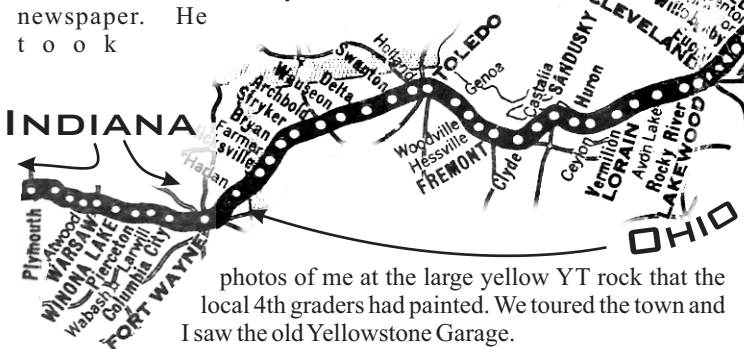 newspaper. He
took
INDIANA
OHIO
Plymouth
Atwood
WARSAW
WINONA LAKE
Pierceton
Wabash
Larwill
Columbia City
FORT WAYNE
Hadan
Hicksville
Farmer
Bryan
Stryker
Archbold
Wauseon
Delta
Swanton
Holland
TOLEDO
Genoa
Woodville
Hessville
FREMONT
Clyde
Castalia
SANDUSKY
Huron
Ceylon
Vermilion
LORAIN
Avon Lake
Rocky River
LAKEWOOD
CLEVELAND
Willoughby
photos of me at the large yellow YT rock that the
local 4th graders had painted. We toured the town and
I saw the old Yellowstone Garage.